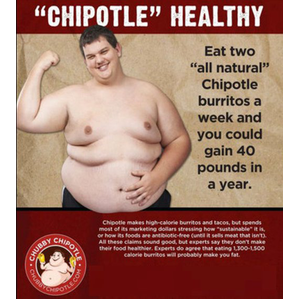 “CHIPOTLE” HEALTHY
Eat two
“all natural”
Chipotle
burritos a
week and
you could
gain 40
pounds in
a year.
Chipotle makes high-calorie burritos and tacos, but spends
most of its marketing dollars stressing how “sustainable” it is,
or how its foods are antibiotic-free (until it sells meat that isn’t).
All these claims sound good, but experts say they don’t make
their food healthier. Experts do agree that eating 1,300-1,500
calorie burritos will probably make you fat.
CHUBBY CHIPOTLE
CHUBBYCHIPOTLE.COM